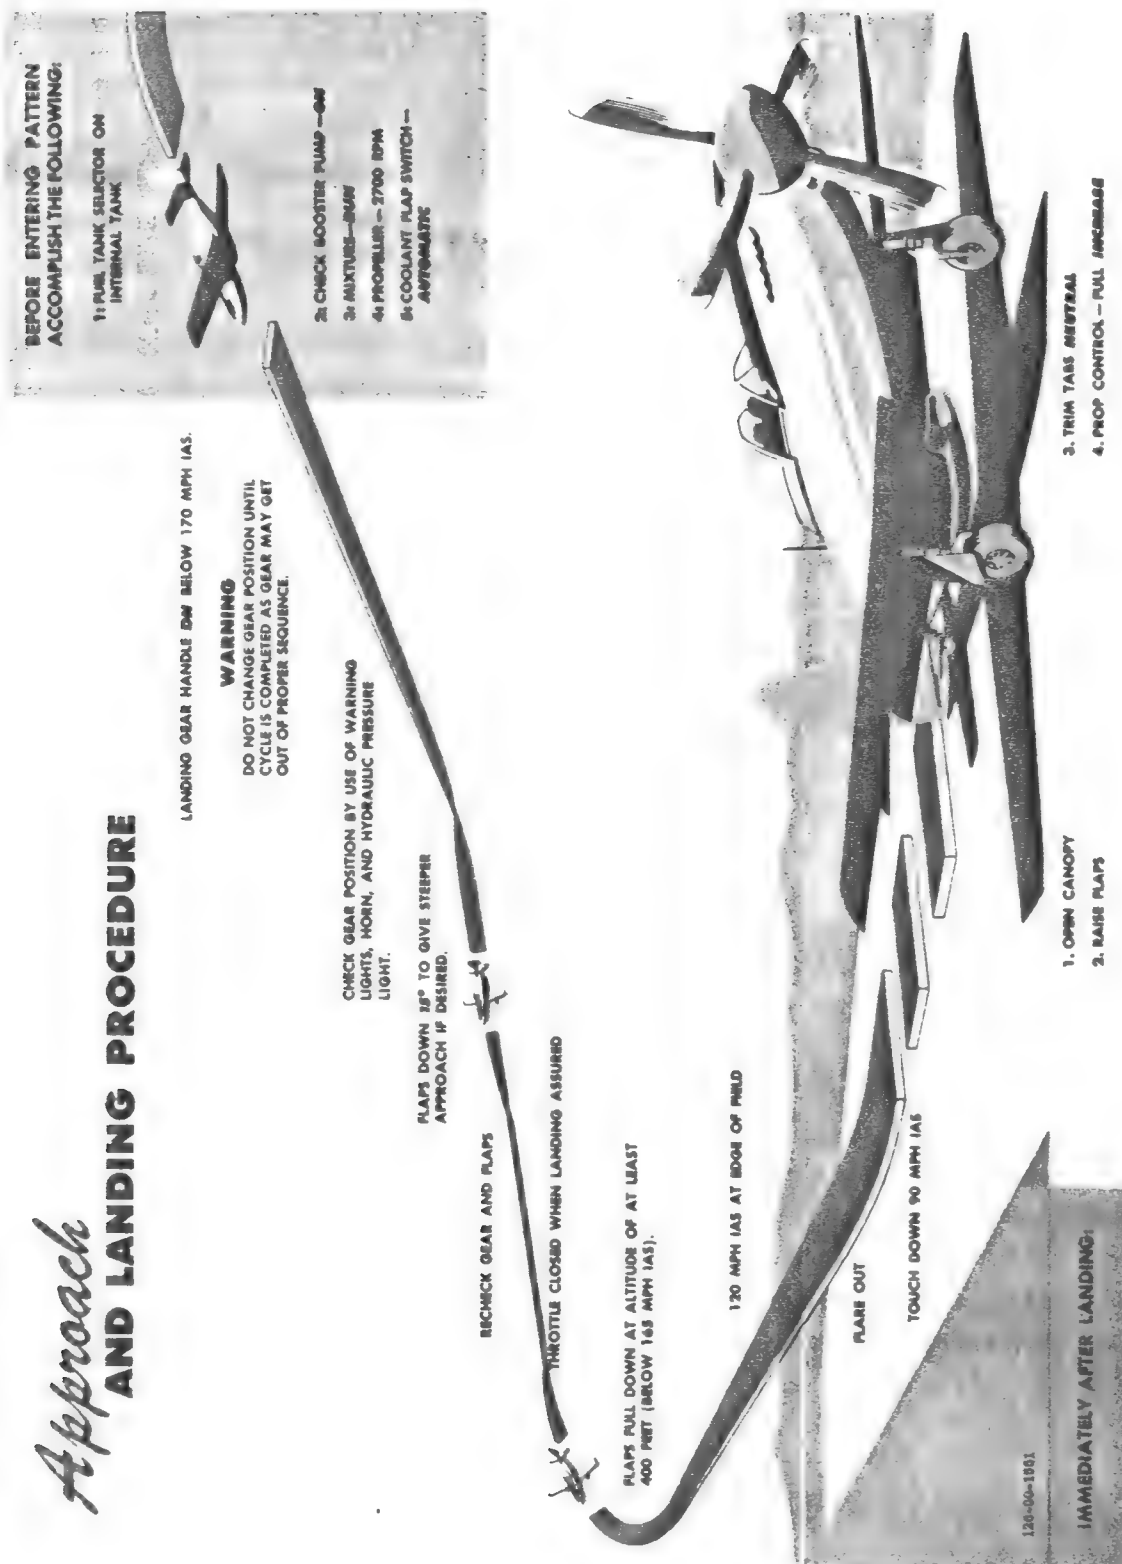 Approach
AND LANDING PROCEDURE
BEFORE ENTERING PATTERN
ACCOMPLISH THE FOLLOWING:
1: FUEL TANK SELECTOR ON
INTERNAL TANK
2: CHECK BOOSTER PUMP — ON
3: MIXTURE—RUN
4: PROPELLER — 2700 RPM
5: COOLANT FLAP SWITCH —
AUTOMATIC
LANDING GEAR HANDLE DN BELOW 170 MPH IAS.
WARNING
DO NOT CHANGE GEAR POSITION UNTIL
CYCLE IS COMPLETED AS GEAR MAY GET
OUT OF PROPER SEQUENCE.
CHECK GEAR POSITION BY USE OF WARNING
LIGHTS, HORN, AND HYDRAULIC PRESSURE
LIGHT.
FLAPS DOWN TO GIVE STEEPER
APPROACH IF DESIRED.
RECHECK GEAR AND FLAPS
THROTTLE CLOSED WHEN LANDING ASSURED
FLAPS FULL DOWN AT ALTITUDE OF AT LEAST
400 FEET (BELOW 165 MPH IAS).
120 MPH IAS AT EDGE OF FIELD
FLARE OUT
TOUCH DOWN 90 MPH IAS
126-00-1561
IMMEDIATELY AFTER LANDING:
1. OPEN CANOPY
2. RAISE FLAPS
3. TRIM TABS NEUTRAL
4. PROP CONTROL — FULL INCREASE